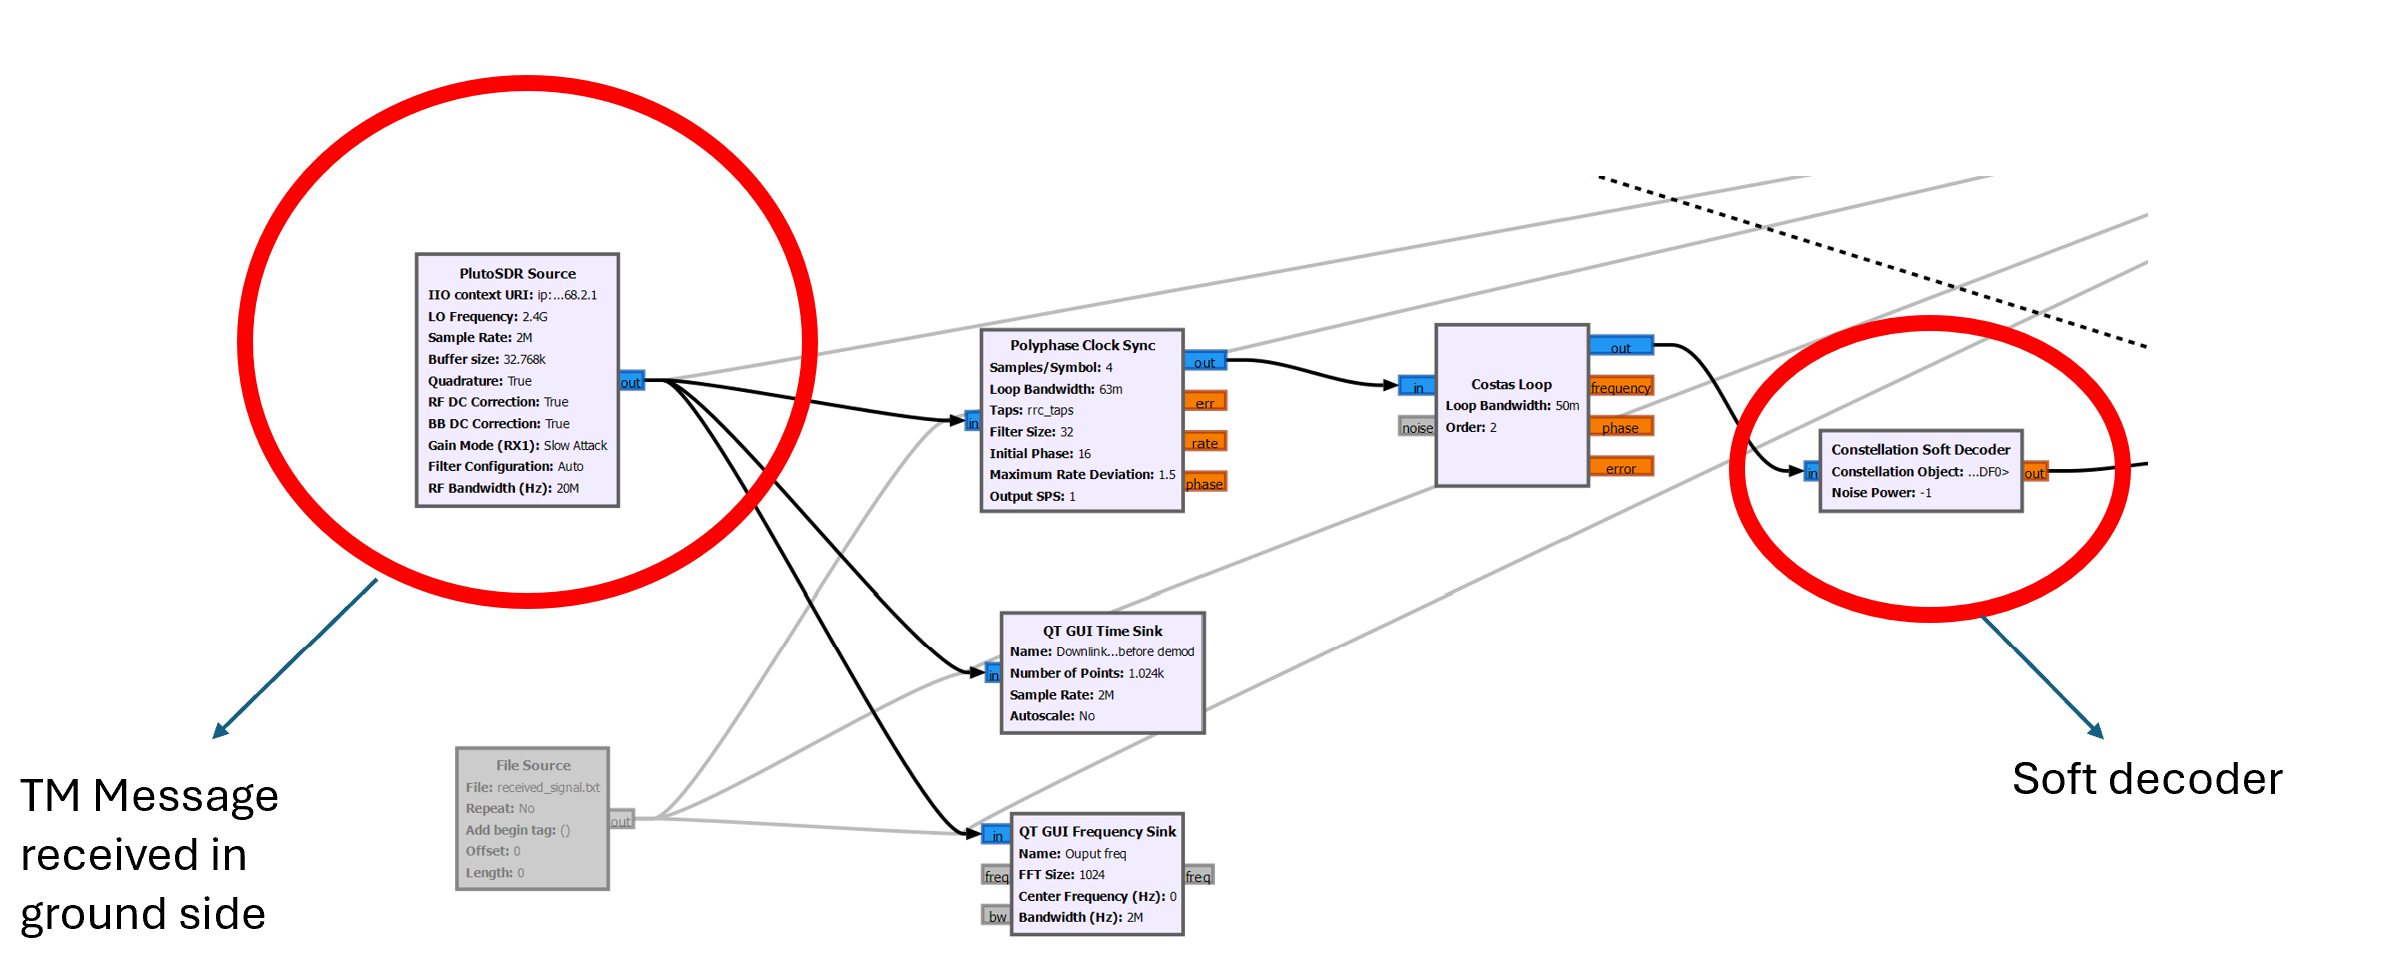 PlutoSDR Source
IIO context URI: ip:...68.2.1
LO Frequency: 2.4G
Sample Rate: 2M
Buffer size: 32.768k
Quadrature: True
RF DC Correction: True
BB DC Correction: True
Gain Mode (RX1): Slow Attack
Filter Configuration: Auto
RF Bandwidth (Hz): 20M
out
in
Polyphase Clock Sync
Samples/Symbol: 4
Loop Bandwidth: 63m
Taps: rrc_taps
Filter Size: 32
Initial Phase: 16
Maximum Rate Deviation: 1.5
Output SPS: 1
out
err
rate
phase
in
noise
Costas Loop
Loop Bandwidth: 50m
Order: 2
out
frequency
phase
error
in
Constellation Soft Decoder
Constellation Object: ...DF0>
Noise Power: -1
out
in
QT GUI Time Sink
Name: Downlink...before demod
Number of Points: 1.024k
Sample Rate: 2M
Autoscale: No
File Source
File: received_signal.txt
Repeat: No
Add begin tag: ()
Offset: 0
Length: 0
out
in
freq
bw
QT GUI Frequency Sink
Name: Ouput freq
FFT Size: 1024
Center Frequency (Hz): 0
Bandwidth (Hz): 2M
freq
TM Message
received in
ground side
Soft decoder